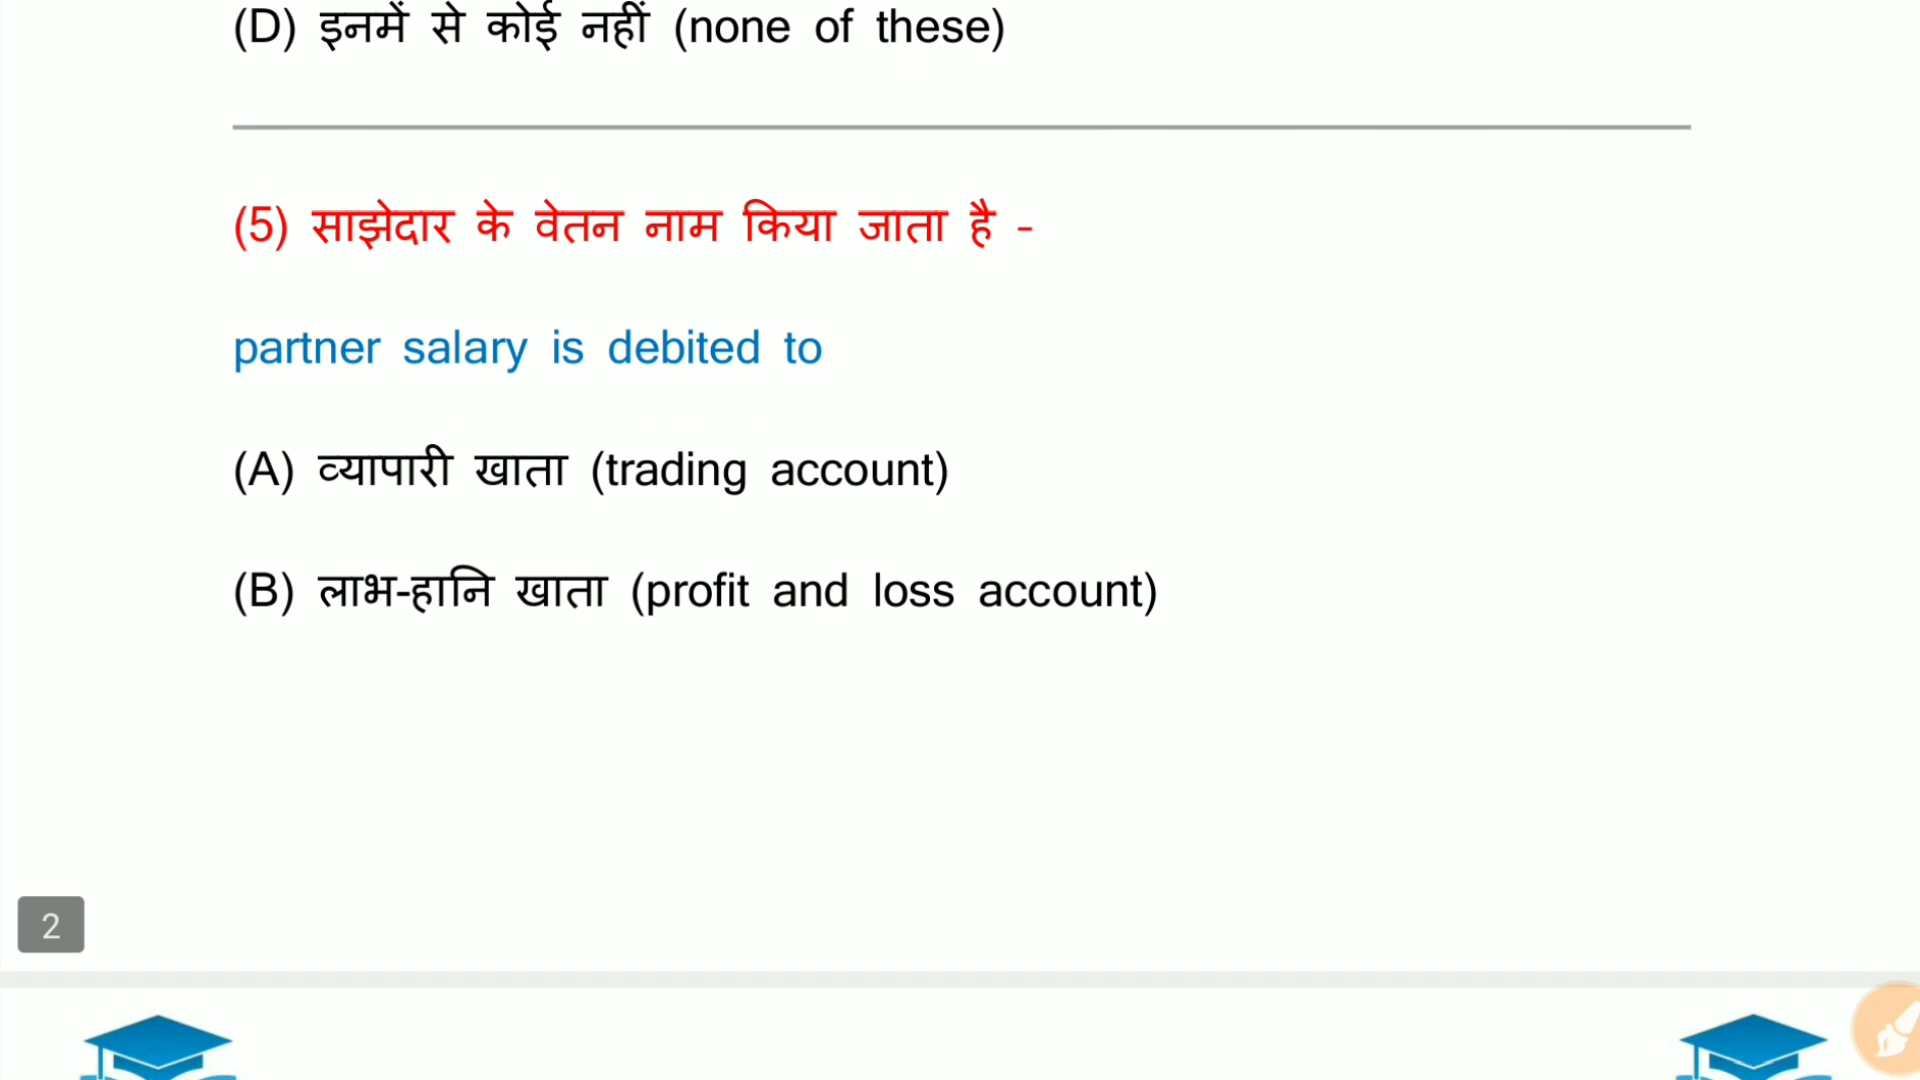 (D) इनमें से कोई नहीं (none of these)
(5) साझेदार के वेतन नाम किया जाता है -
partner salary is debited to
(A) व्यापारी खाता (trading account)
(B) लाभ-हानि खाता (profit and loss account)
2